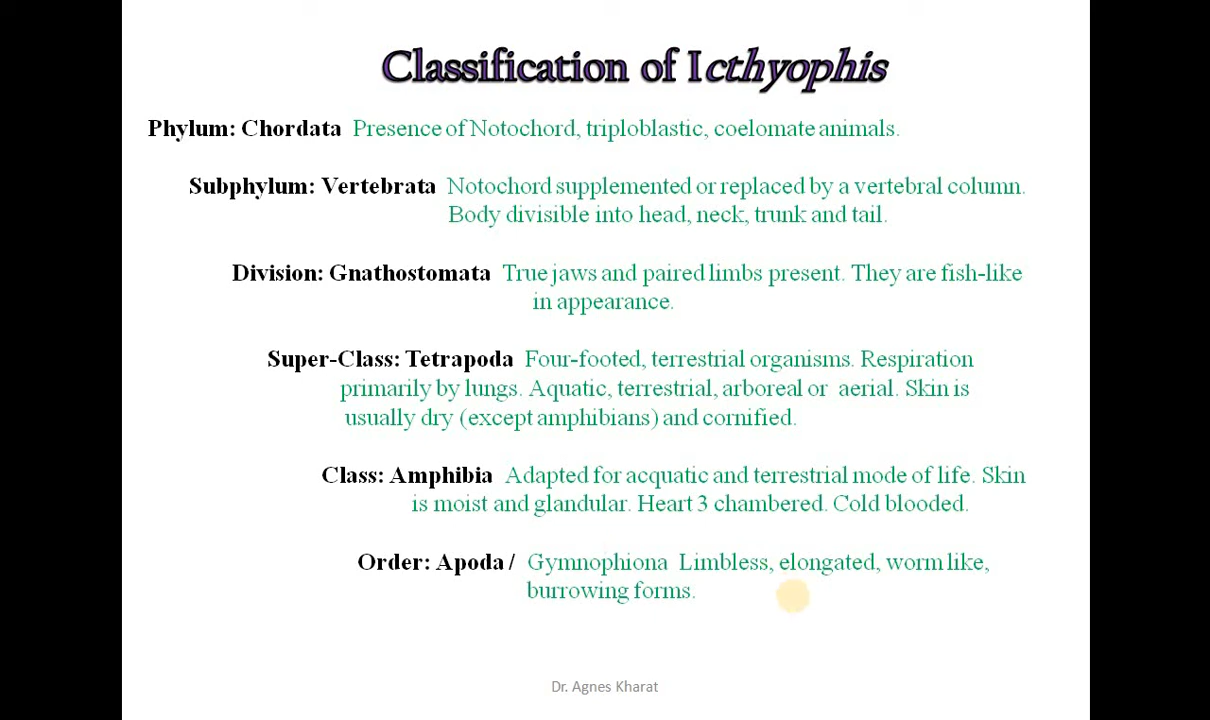 Classification of Icthyophis
Phylum: Chordata Presence of Notochord, triploblastic, coelomate animals.
Subphylum: Vertebrata Notochord supplemented or replaced by a vertebral column.
Body divisible into head, neck, trunk and tail.
Division: Gnathostomata True jaws and paired limbs present. They are fish-like
in appearance.
Super-Class: Tetrapoda Four-footed, terrestrial organisms. Respiration
primarily by lungs. Aquatic, terrestrial, arboreal or aerial. Skin is
usually dry (except amphibians) and cornified.
Class: Amphibia Adapted for acquatic and terrestrial mode of life. Skin
is moist and glandular. Heart 3 chambered. Cold blooded.
Order: Apoda / Gymnophiona Limbless, elongated, worm like,
burrowing forms.
Dr. Agnes Kharat